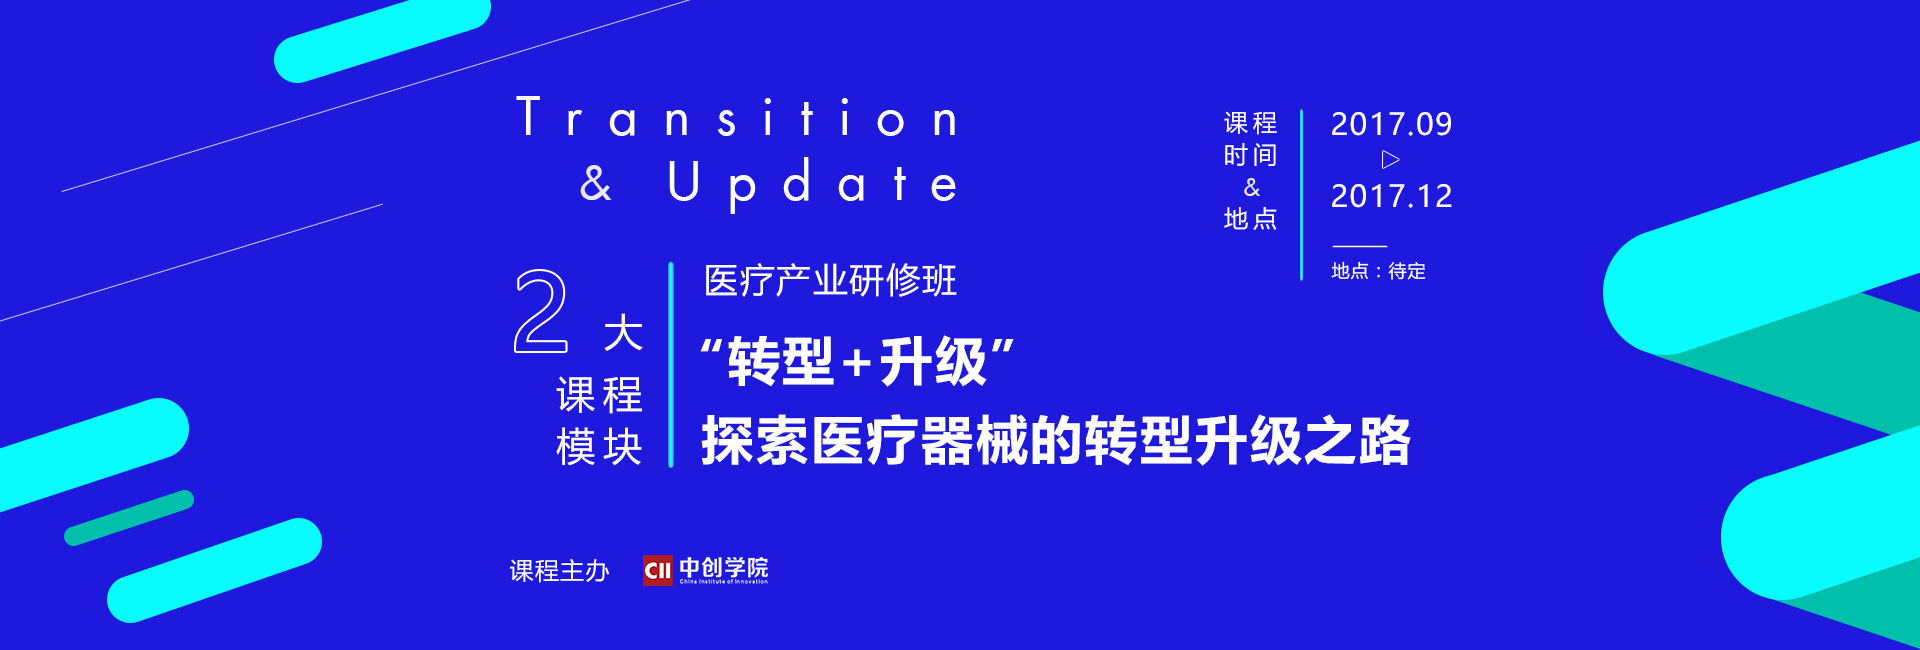 Transition
& Update
课程
时间
&
地点
2017.09
2017.12
地点：待定
2 大
课程
模块
医疗产业研修班
“转型+升级”
探索医疗器械的转型升级之路
课程主办
CII 中创学院
China Institute of Innovation